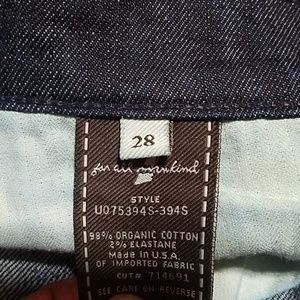 28
for all mankind
STYLE
U075394S-394S
98% ORGANIC COTTON
2% ELASTANE
Made in U.S.A.
OF IMPORTED FABRIC
CUT# 714691
SEE CARE ON REVERSE